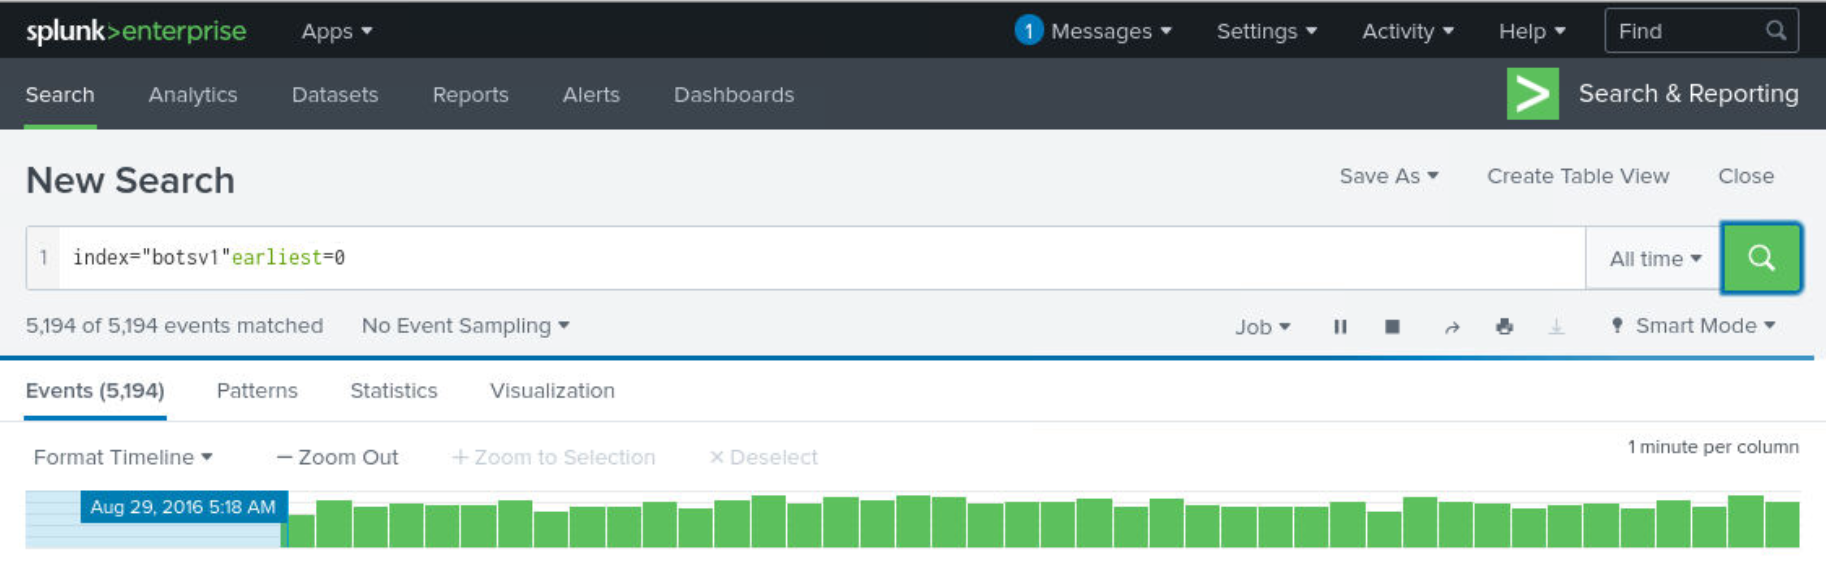 splunk>enterprise Apps 1 Messages Settings Activity Help Find
Search Analytics Datasets Reports Alerts Dashboards Search & Reporting
New Search Save As Create Table View Close
1 index="botsv1"earliest=0 All time
5,194 of 5,194 events matched No Event Sampling Job Smart Mode
Events (5,194) Patterns Statistics Visualization
Format Timeline — Zoom Out + Zoom to Selection × Deselect 1 minute per column
Aug 29, 2016 5:18 AM